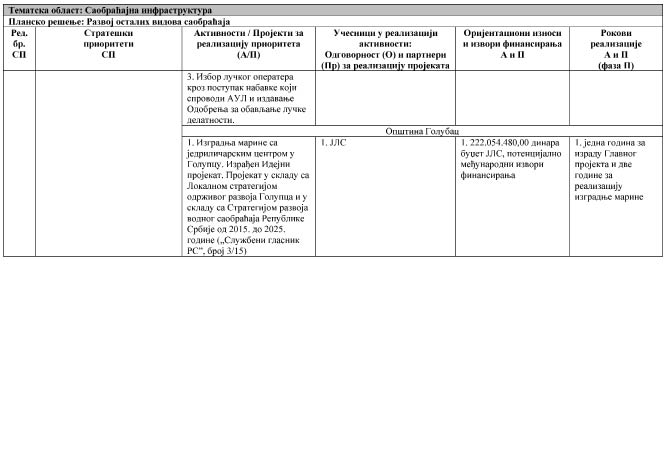 Тематска област: Саобраћајна инфраструктура
Планско решење: Развој осталих видова саобраћаја
Рел.
бр.
СП
Стратешки
приоритети
СП
Активности / Пројекти за
реализацију приоритета
(А/П)
Учесници у реализацији
активности:
Одговорност (О) и партнери
(Пр) за реализацију пројеката
Оријентациони износи
и извори финансирања
А и П
Рокови
реализације
А и П
(фаза П)
3. Избор лучког оператера
кроз поступак набавке који
спроводи АУЛ и издавање
Одобрења за обављање лучке
делатности.
Општина Голубац
1. Изградња марине са
једриличарским центром у
Голупцу. Израђен Идејни
пројекат. Пројекат у складу са
Локалном стратегијом
одрживог развоја Голупца и у
складу са Стратегијом развоја
водног саобраћаја Републике
Србије од 2015. до 2025.
године („Службени гласник
РС”, број 3/15)
1. ЈЛС
1. 222.054.480,00 динара
буџет ЈЛС, потенцијално
међународни извори
финансирања
1. једна година за
израду Главног
пројекта и две
године за
реализацију
изградње марине